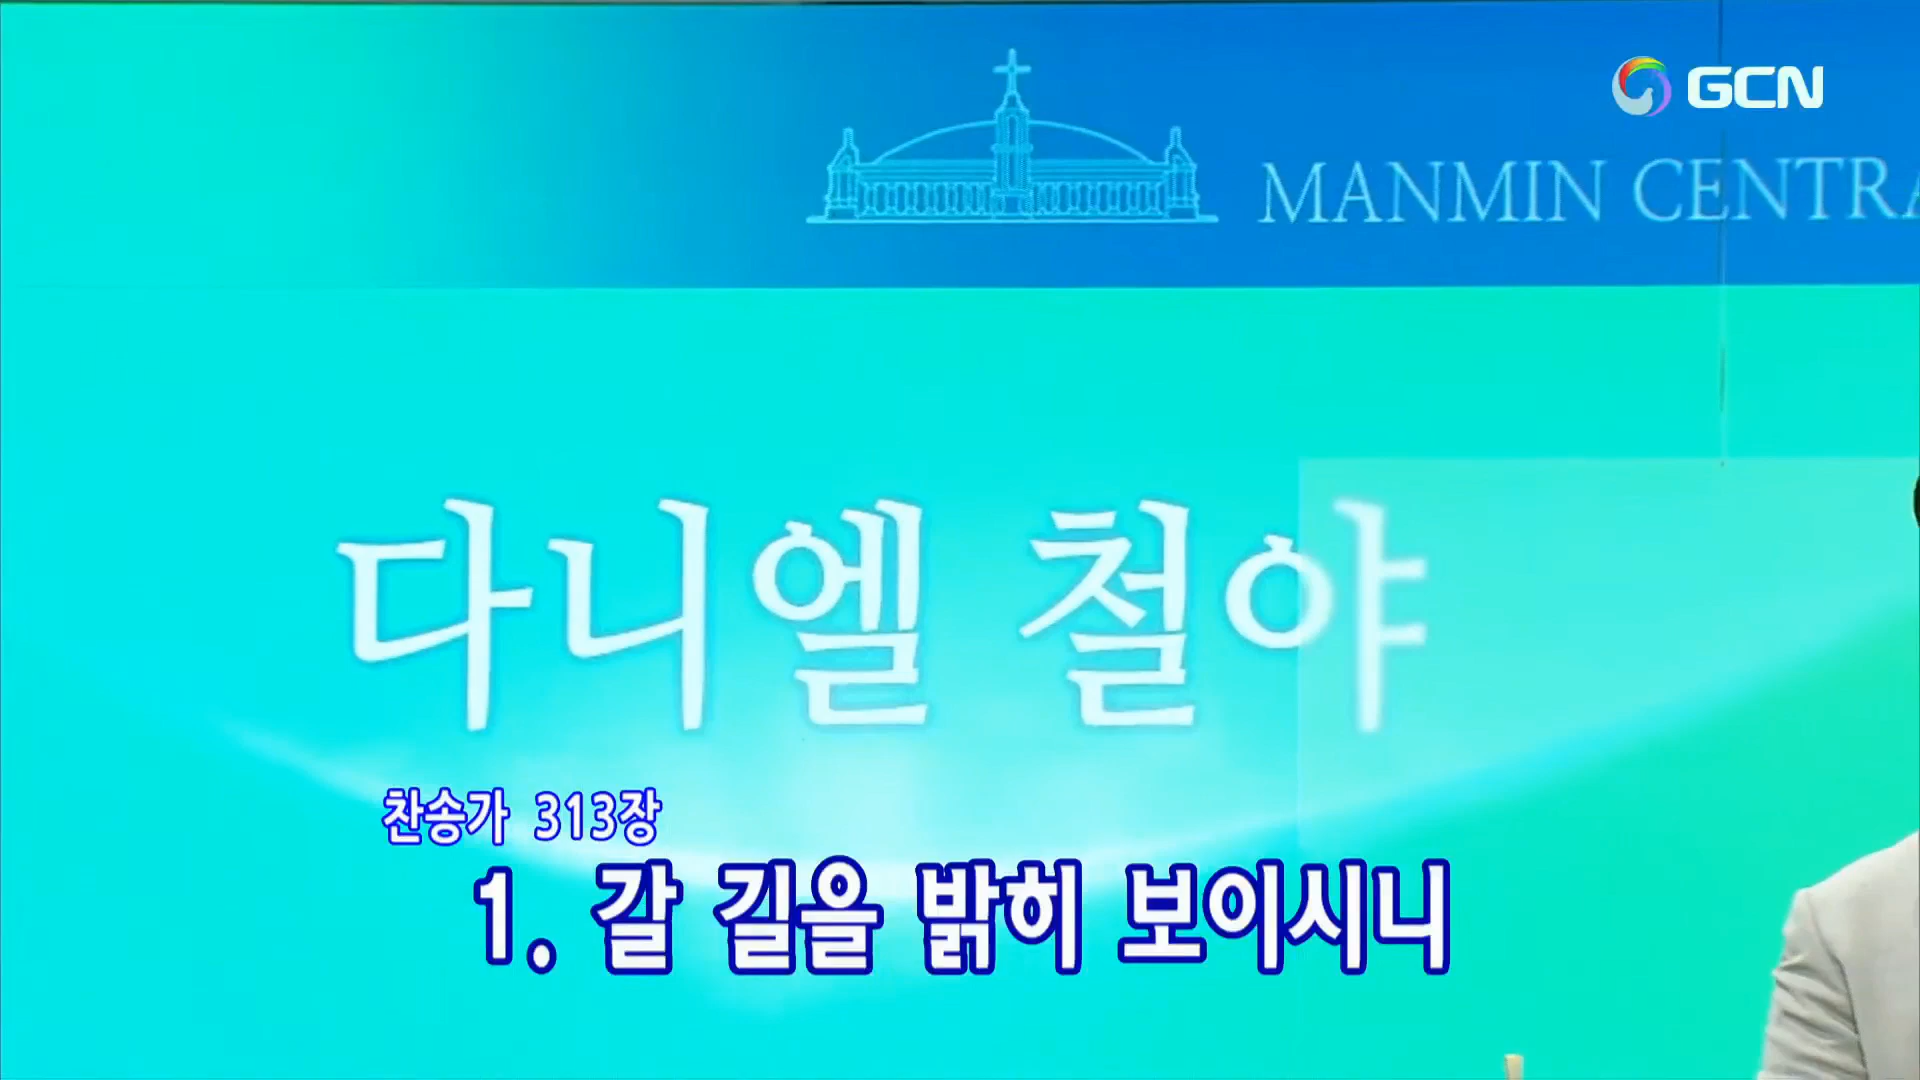 GCN
MANMIN CENTRA
다니엘 철야
찬송가 313장
1. 갈 길을 밝히 보이시니